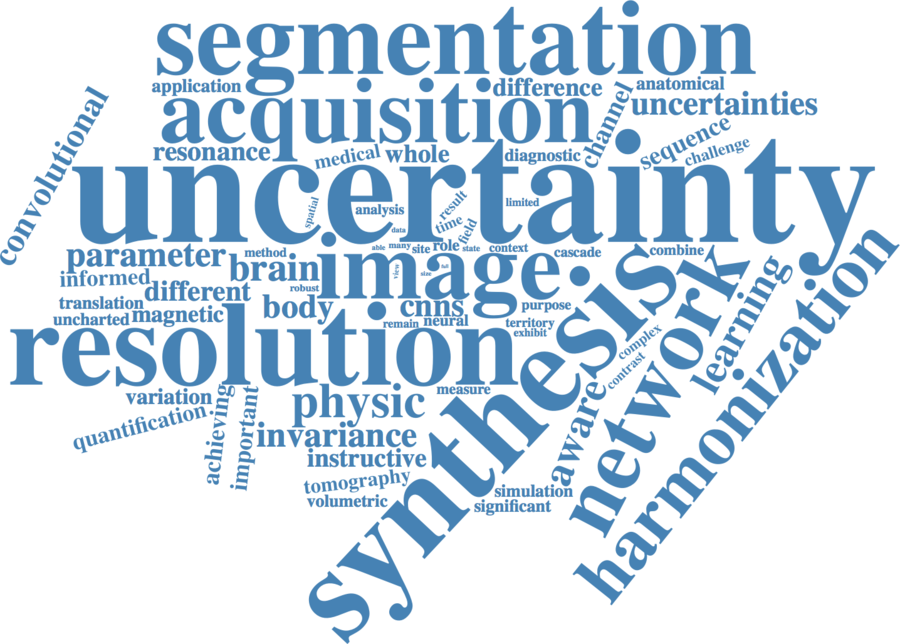 segmentation
application
difference
anatomical
acquisition
channel
uncertainties
convolutional
resonance
medical
whole
diagnostic
sequence
challenge
uncertainty
spatial
analysis
result
limited
data
time
field
able
many
site
role
state
context
cascade
combine
parameter
method
brain
image.
view
size
full
informed
different
robust
body
cnns
purpose
translation
uncharted
magnetic
remain
neural
territory
exhibit
resolution
synthesis
network
learning
harmonization
complex
contrast
aware
measure
variation
physic
quantification
achieving
important
invariance
instructive
tomography
volumetric
simulation
significant